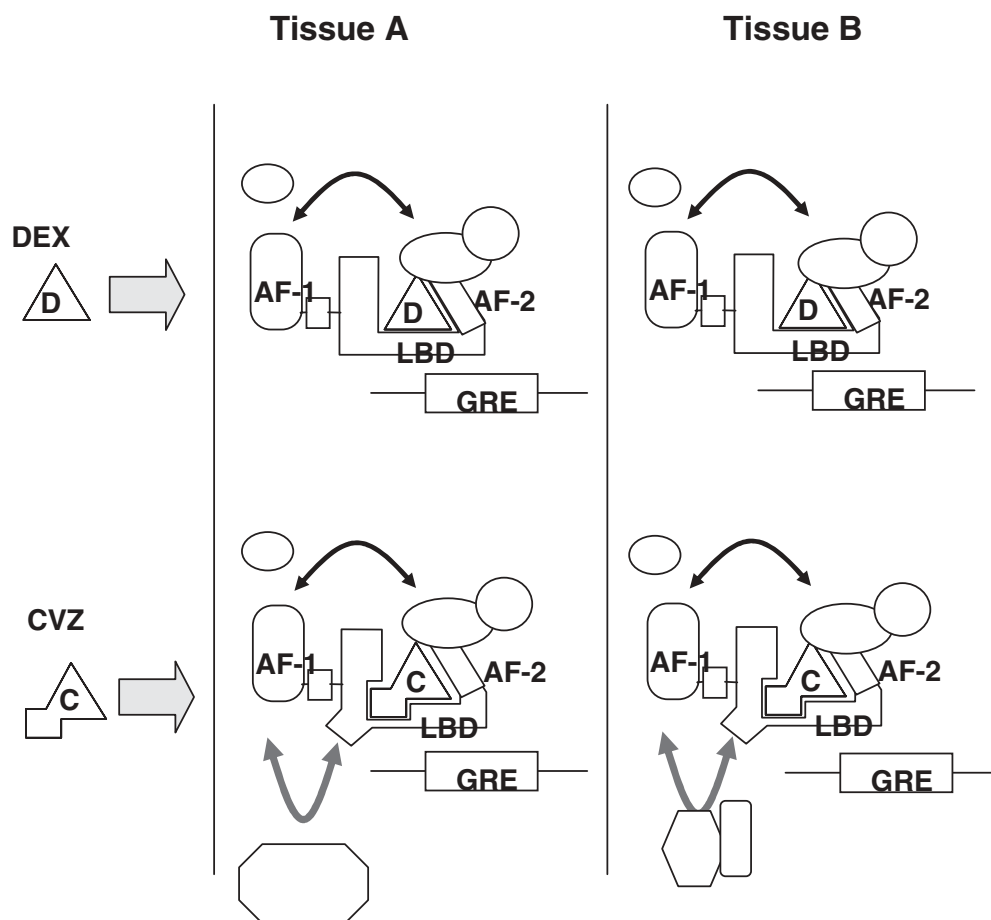 Tissue A
Tissue B
DEX
D
AF-1
D
AF-2
LBD
GRE
AF-1
D
AF-2
LBD
GRE
CVZ
C
AF-1
C
AF-2
LBD
GRE
AF-1
C
AF-2
LBD
GRE